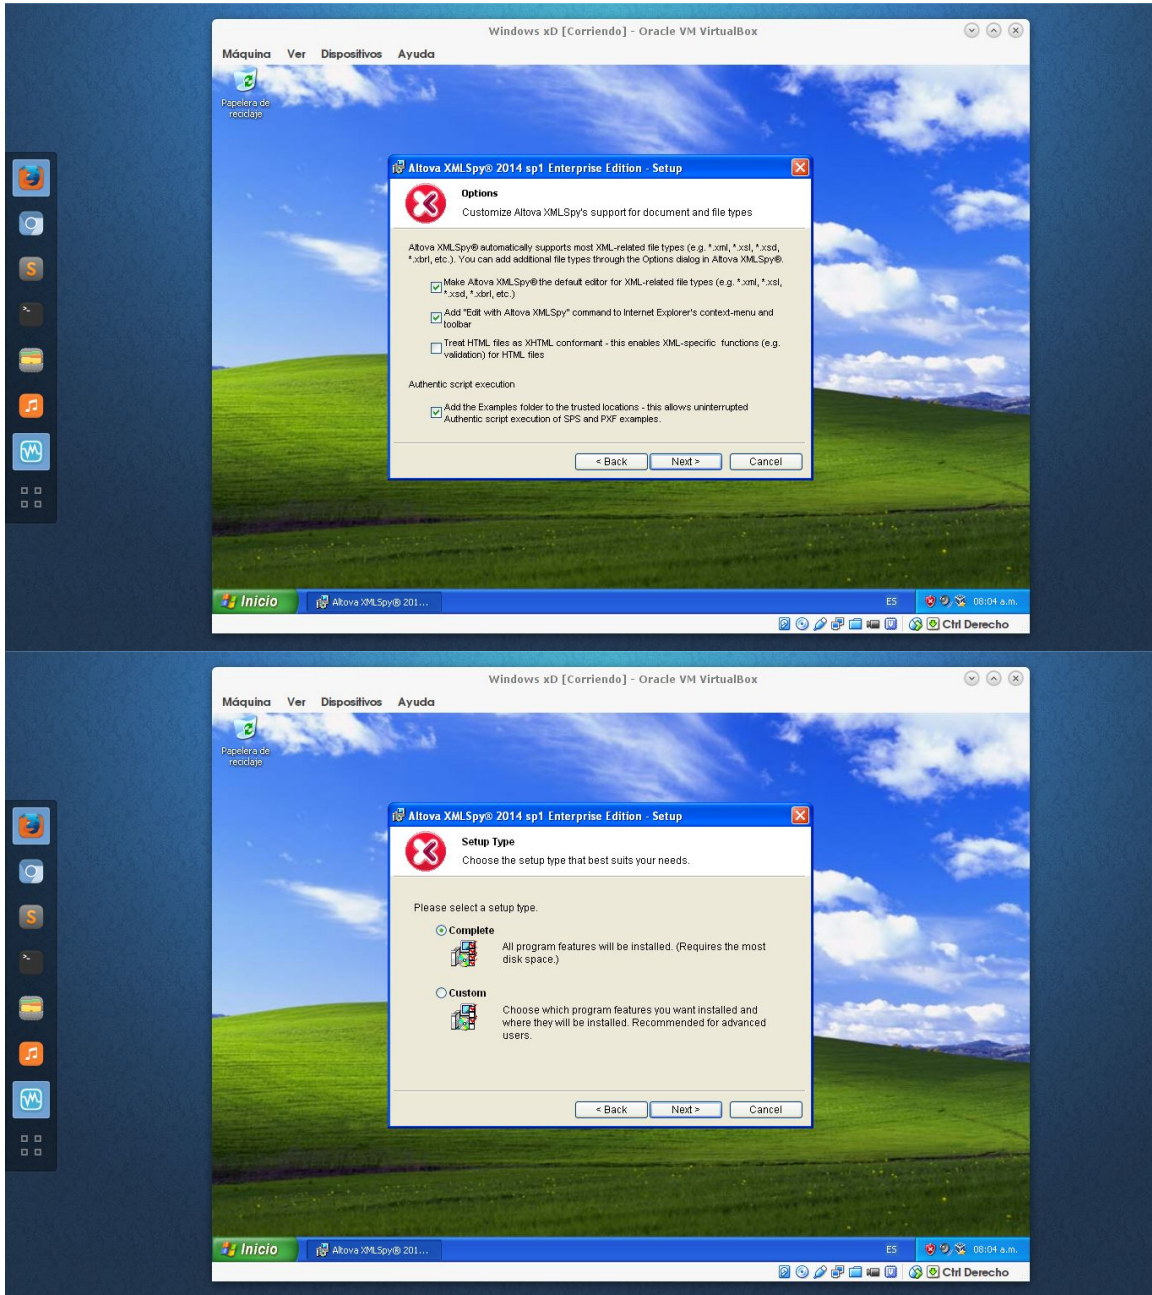 Windows xD [Corriendo] - Oracle VM VirtualBox
Máquina Ver Dispositivos Ayuda
Papelera de
reciclaje
Altova XMLSpy® 2014 sp1 Enterprise Edition - Setup
Options
Customize Altova XMLSpy's support for document and file types
Altova XMLSpy® automatically supports most XML-related file types (e.g. *.xml, *.xsl, *.xsd,
*.xbrl, etc.). You can add additional file types through the Options dialog in Altova XMLSpy®.
Make Altova XMLSpy® the default editor for XML-related file types (e.g. *.xml, *.xsl,
*.xsd, *.xbrl, etc.)
Add "Edit with Altova XMLSpy" command to Internet Explorer's context-menu and
toolbar
Treat HTML files as XHTML conformant - this enables XML-specific functions (e.g.
validation) for HTML files
Authentic script execution
Add the Examples folder to the trusted locations - this allows uninterrupted
Authentic script execution of SPS and PXF examples.
< Back Next > Cancel
Inicio Altova XMLSpy® 201... ES 08:04 a.m.
Ctrl Derecho
Windows xD [Corriendo] - Oracle VM VirtualBox
Máquina Ver Dispositivos Ayuda
Papelera de
reciclaje
Altova XMLSpy® 2014 sp1 Enterprise Edition - Setup
Setup Type
Choose the setup type that best suits your needs.
Please select a setup type.
Complete
All program features will be installed. (Requires the most
disk space.)
Custom
Choose which program features you want installed and
where they will be installed. Recommended for advanced
users.
< Back Next > Cancel
Inicio Altova XMLSpy® 201... ES 08:04 a.m.
Ctrl Derecho